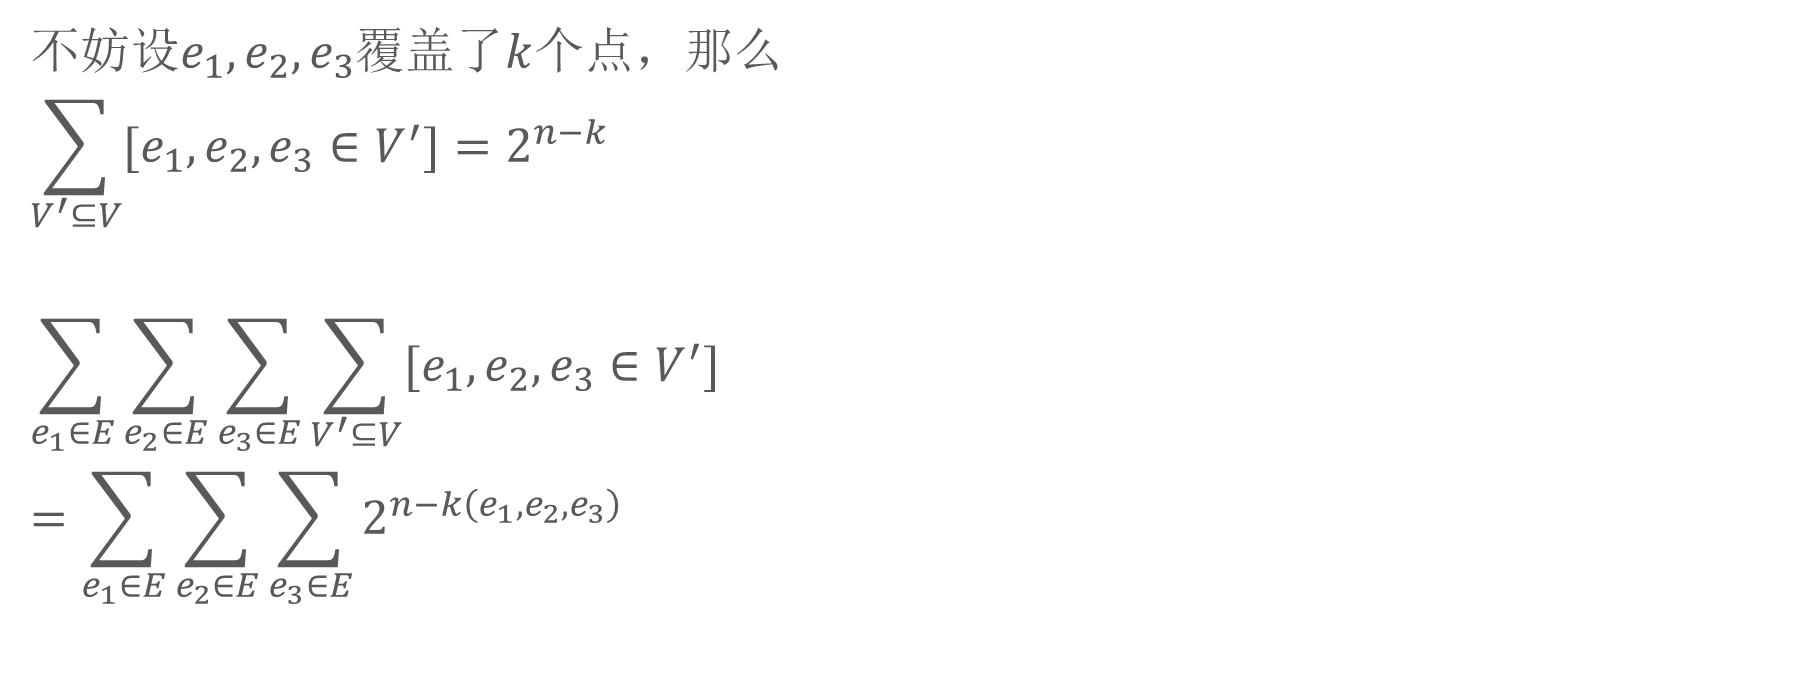 不妨设e₁, e₂, e₃覆盖了k个点，那么
∑_{V′⊆V} [e₁, e₂, e₃ ∈ V′] = 2^{n−k}
∑_{e₁∈E} ∑_{e₂∈E} ∑_{e₃∈E} ∑_{V′⊆V} [e₁, e₂, e₃ ∈ V′]
= ∑_{e₁∈E} ∑_{e₂∈E} ∑_{e₃∈E} 2^{n−k(e₁,e₂,e₃)}